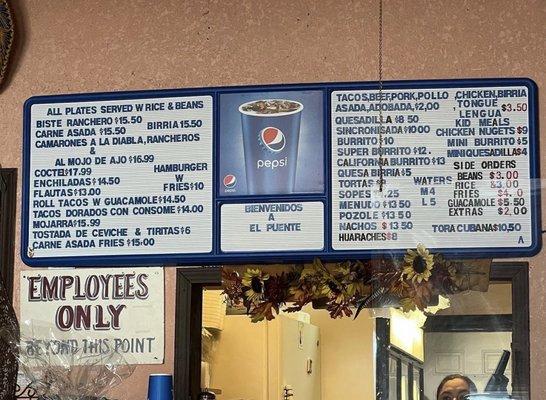 ALL PLATES SERVED W RICE & BEANS
BISTE RANCHERO $15.50
CARNE ASADA $15.50
BIRRIA 15.50
CAMARONES A LA DIABLA, RANCHEROS
&
AL MOJO DE AJO $16.99
COCTEL $17.99
ENCHILADAS $14.50
FLAUTAS $13.00
HAMBURGER
W
FRIES $10
ROLL TACOS W GUACAMOLE $14.50
TACOS DORADOS CON CONSOME $14.00
MOJARRA $15.99
TOSTADA DE CEVICHE & TIRITAS $6
CARNE ASADA FRIES $15.00
pepsi
pepsi
BIENVENIDOS A
EL PUENTE
TACOS, BEEF, PORK, POLLO
ASADA, ADOBADA, $2,00
QUESADILLA $8 50
SINCRONISADA $10 00
BURRITO $10
SUPER BURRITO $12.
CALIFORNIA BURRITO $13
QUESA BIRRIA $5
TORTAS
SOPES
MENUDO $13 50
POZOLE $13 50
NACHOS $13.50
HUARACHES $8
WATERS
M 4
L 5
,CHICKEN, BIRRIA
TONGUE $3.50
LENGUA
KID MEALS
CHICKEN NUGGETS $9
MINI BURRITO $5
MINI QUESADILLA $4
SIDE ORDERS
BEANS $3.00
RICE $3.00
FRIES $4.0
GUACAMOLE $5.50
EXTRAS $2,00
TORA CUBANA $10,50
EMPLOYEES
ONLY
BEYOND THIS POINT